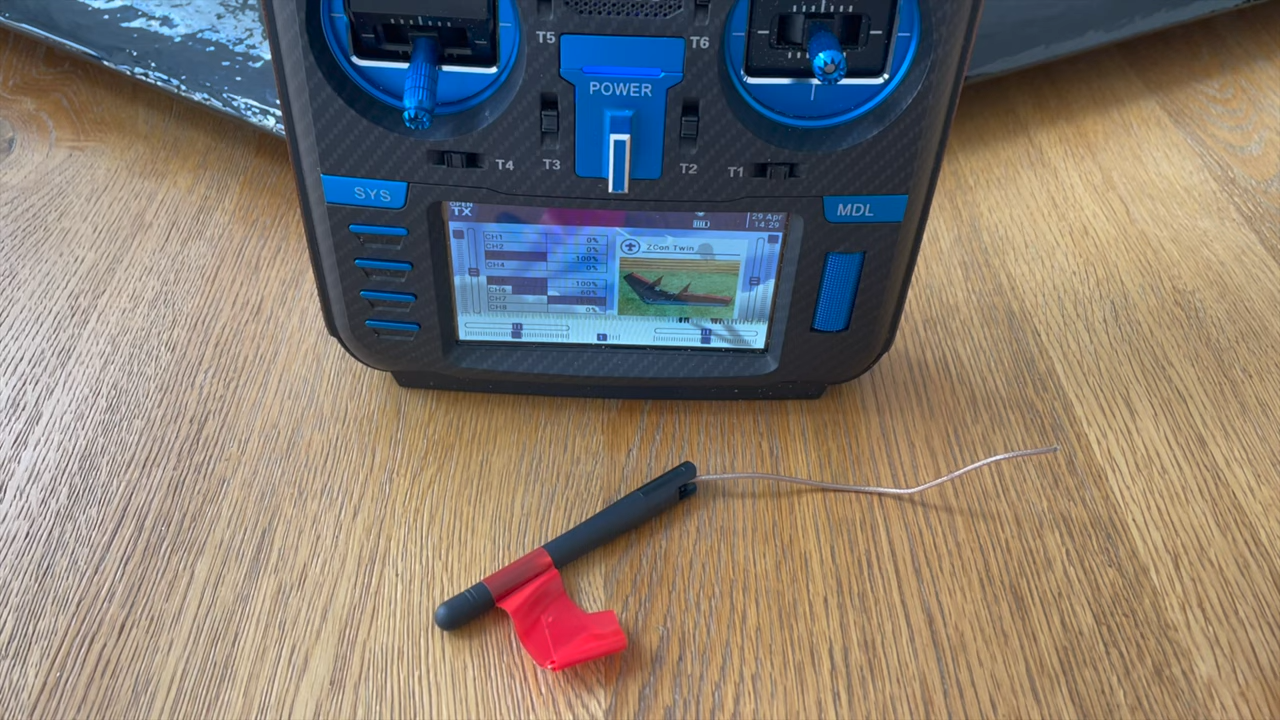 T5
T6
POWER
T4
T3
T2
T1
SYS
MDL
OPEN
TX
29 Apr
14:29
CH1 0%
CH2 0%
-100%
CH4 0%
-100%
CH6 -60%
CH7
CH8 0%
ZCon Twin
1